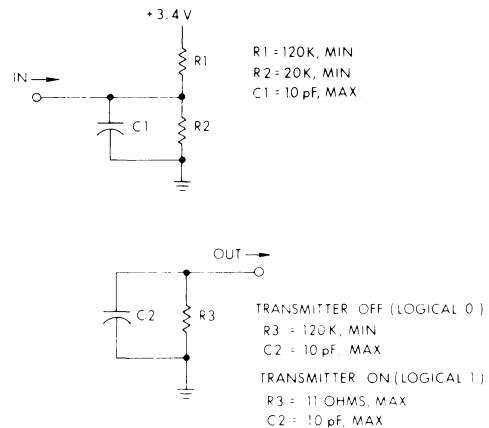 +3.4 V
R1
IN
C1
R2
R1 = 120K, MIN
R2 = 20K, MIN
C1 = 10 pF, MAX
OUT
C2
R3
TRANSMITTER OFF (LOGICAL 0)
R3 = 120K, MIN
C2 = 10 pF, MAX
TRANSMITTER ON (LOGICAL 1)
R3 = 11 OHMS, MAX
C2 = 10 pF, MAX